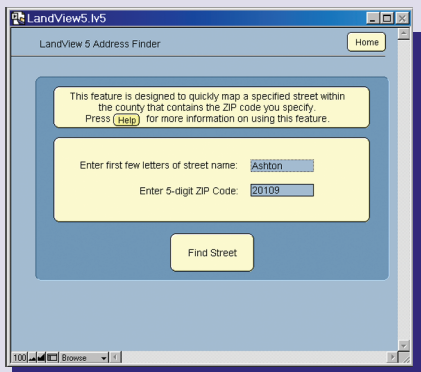 LandView5.lv5
LandView 5 Address Finder
Home
This feature is designed to quickly map a specified street within
the county that contains the ZIP code you specify.
Press Help for more information on using this feature.
Enter first few letters of street name: Ashton
Enter 5-digit ZIP Code: 20109
Find Street
100 Browse